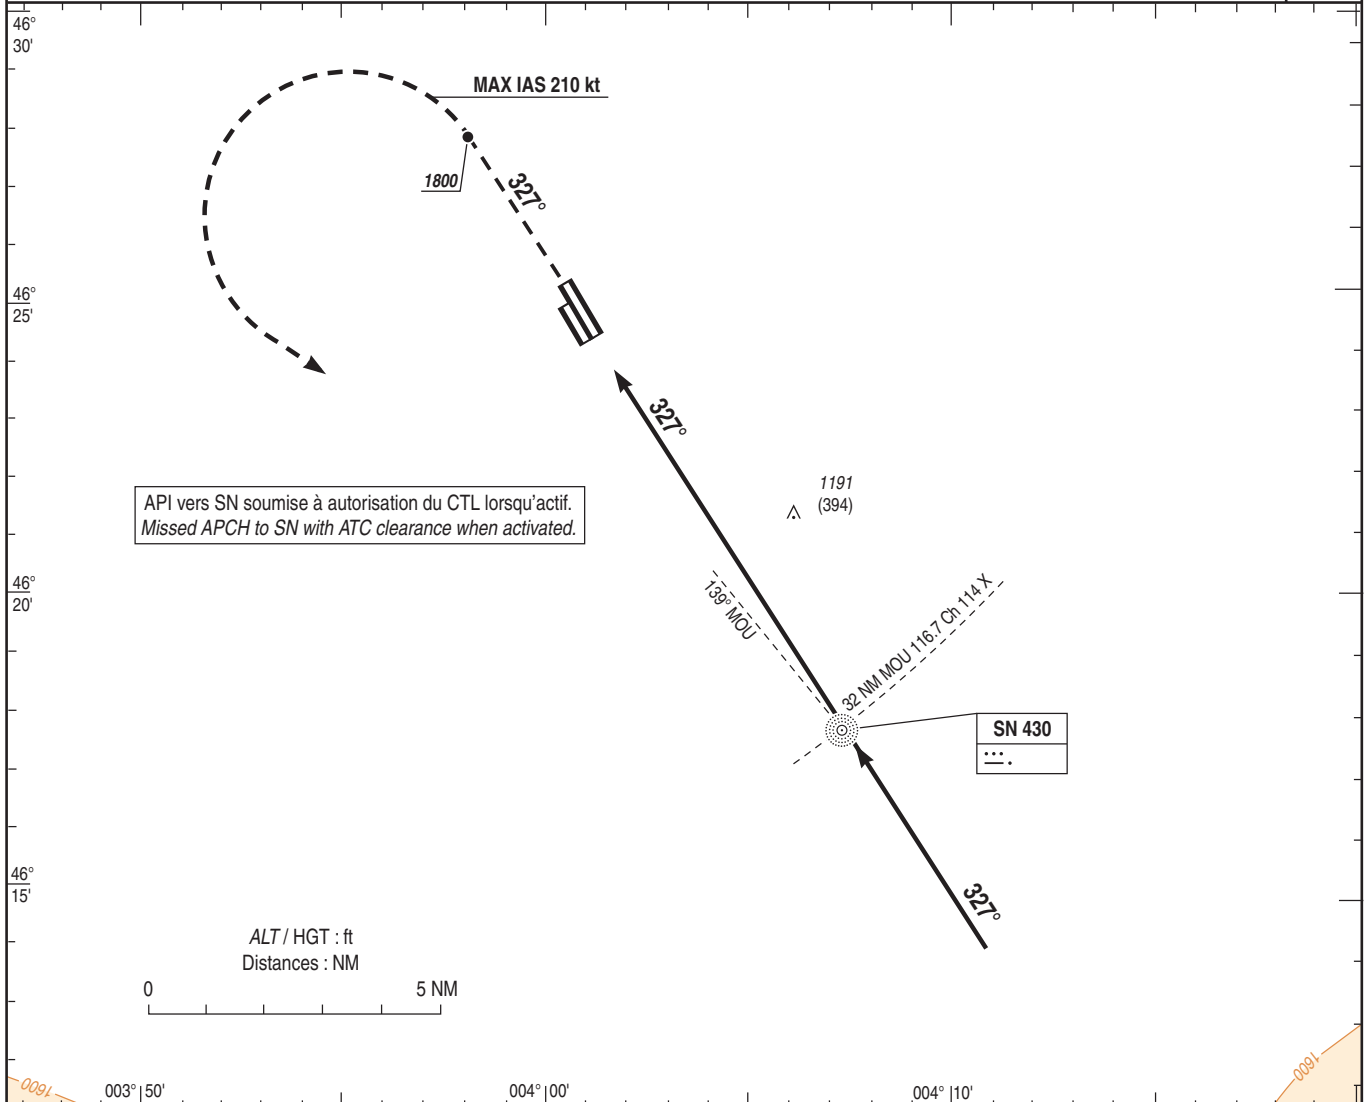 46°
30'
MAX IAS 210 kt
1800
327°
46°
25'
327°
1191
(394)
API vers SN soumise à autorisation du CTL lorsqu'actif.
Missed APCH to SN with ATC clearance when activated.
46°
20'
139° MOU
32 NM MOU 116.7 Ch 114 X
SN 430
46°
15'
327°
ALT / HGT : ft
Distances : NM
0 5 NM
1600
1600
003° 50' 004° 00' 004° 10'